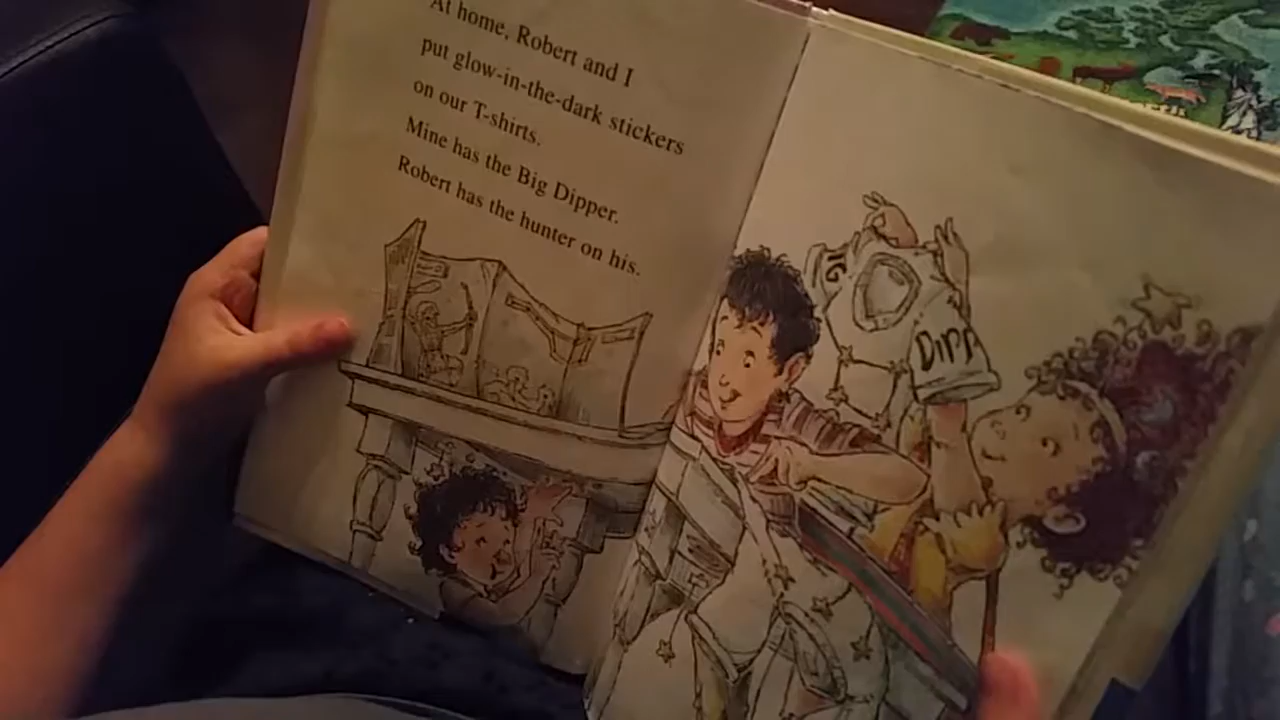 At home, Robert and I
put glow-in-the-dark stickers
on our T-shirts.
Mine has the Big Dipper.
Robert has the hunter on his.
DIPP